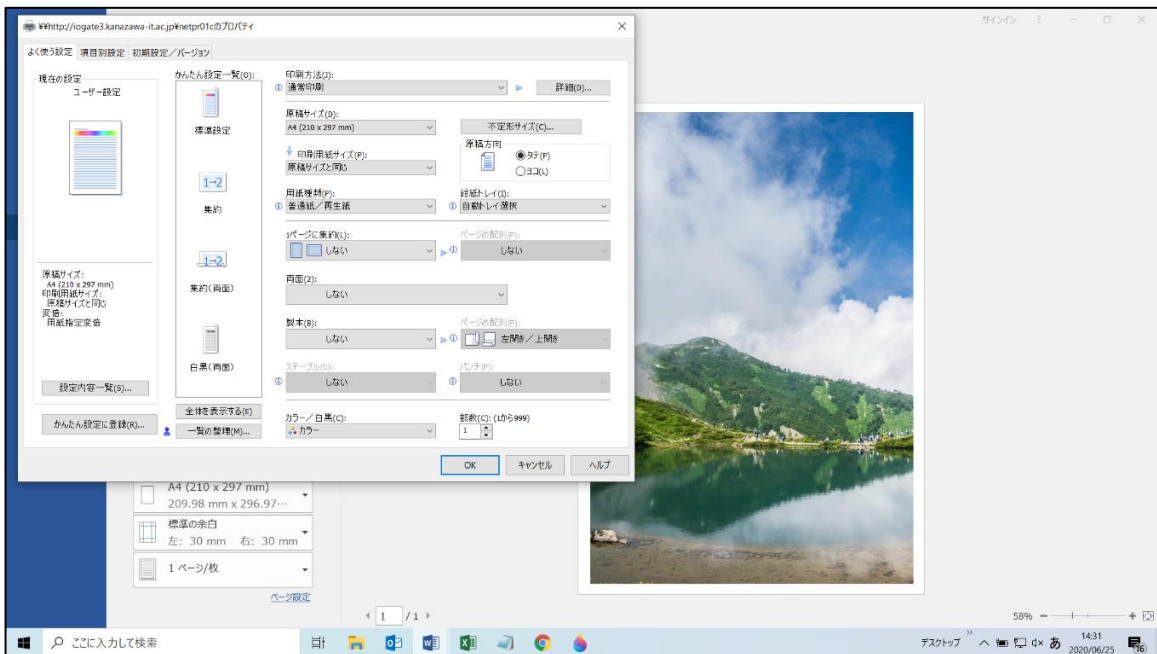 ¥¥http://iogate3.kanazawa-it.ac.jp¥netpr01cのプロパティ
サインイン ?
よく使う設定 項目別設定 初期設定／バージョン
現在の設定
ユーザー設定
原稿サイズ:
A4 (210 x 297 mm)
印刷用紙サイズ:
原稿サイズと同じ
変倍:
用紙指定変倍
設定内容一覧(S)...
かんたん設定に登録(R)...
かんたん設定一覧(O):
標準設定
1→2
集約
1→2
集約(両面)
白黒(両面)
全体を表示する(E)
一覧の整理(M)...
印刷方法(J):
通常印刷
詳細(D)...
原稿サイズ(D):
A4 (210 x 297 mm)
不定形サイズ(C)...
印刷用紙サイズ(P):
原稿サイズと同じ
原稿方向
タテ(P)
ヨコ(L)
用紙種類(P):
普通紙／再生紙
給紙トレイ(I):
自動トレイ選択
1ページに集約(L):
しない
ページの配列(P):
しない
両面(2):
しない
製本(B):
しない
ページの配列(P):
左開き／上開き
ステープル(S):
しない
パンチ(P):
しない
カラー／白黒(C):
カラー
部数(C): (1から999)
1
OK キャンセル ヘルプ
A4 (210 x 297 mm)
209.98 mm x 296.97…
標準の余白
左: 30 mm 右: 30 mm
1 ページ/枚
ページ設定
1 / 1
58%
ここに入力して検索
デスクトップ
あ
14:31
2020/06/25
16